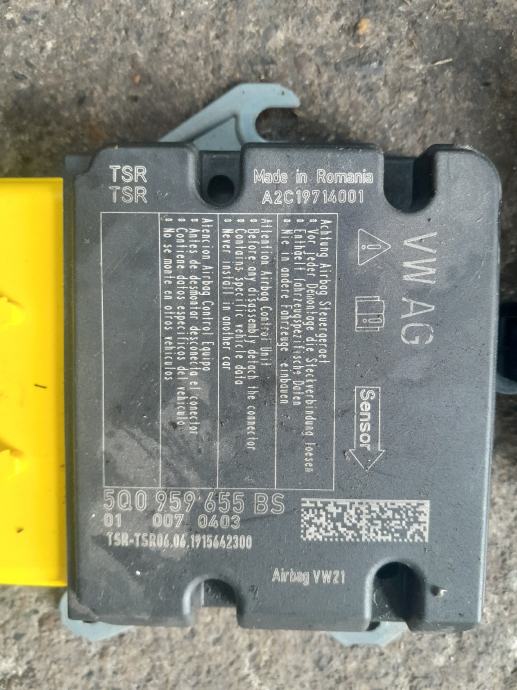 TSR
TSR
Made in Romania
A2C19714001
VW AG
Achtung Airbag Steuergeraet
Vor jeder Demontage die Steckverbindung loesen
Enthält fahrzeugspezifische Daten
Nie in andere Fahrzeuge einbauen
Attention Airbag Control Unit
Before any disassembly detach the connector
Contains specific vehicle data
Never install in another car
Atencion Airbag Control Equipo
Antes de desmontar desconecta el conector
Contiene datos especificos del vehiculo
No se monte en otros vehiculos
Sensor
5Q0 959 655 BS
01 007 0403
TSR-TSR06.06.1915642300
Airbag VW21